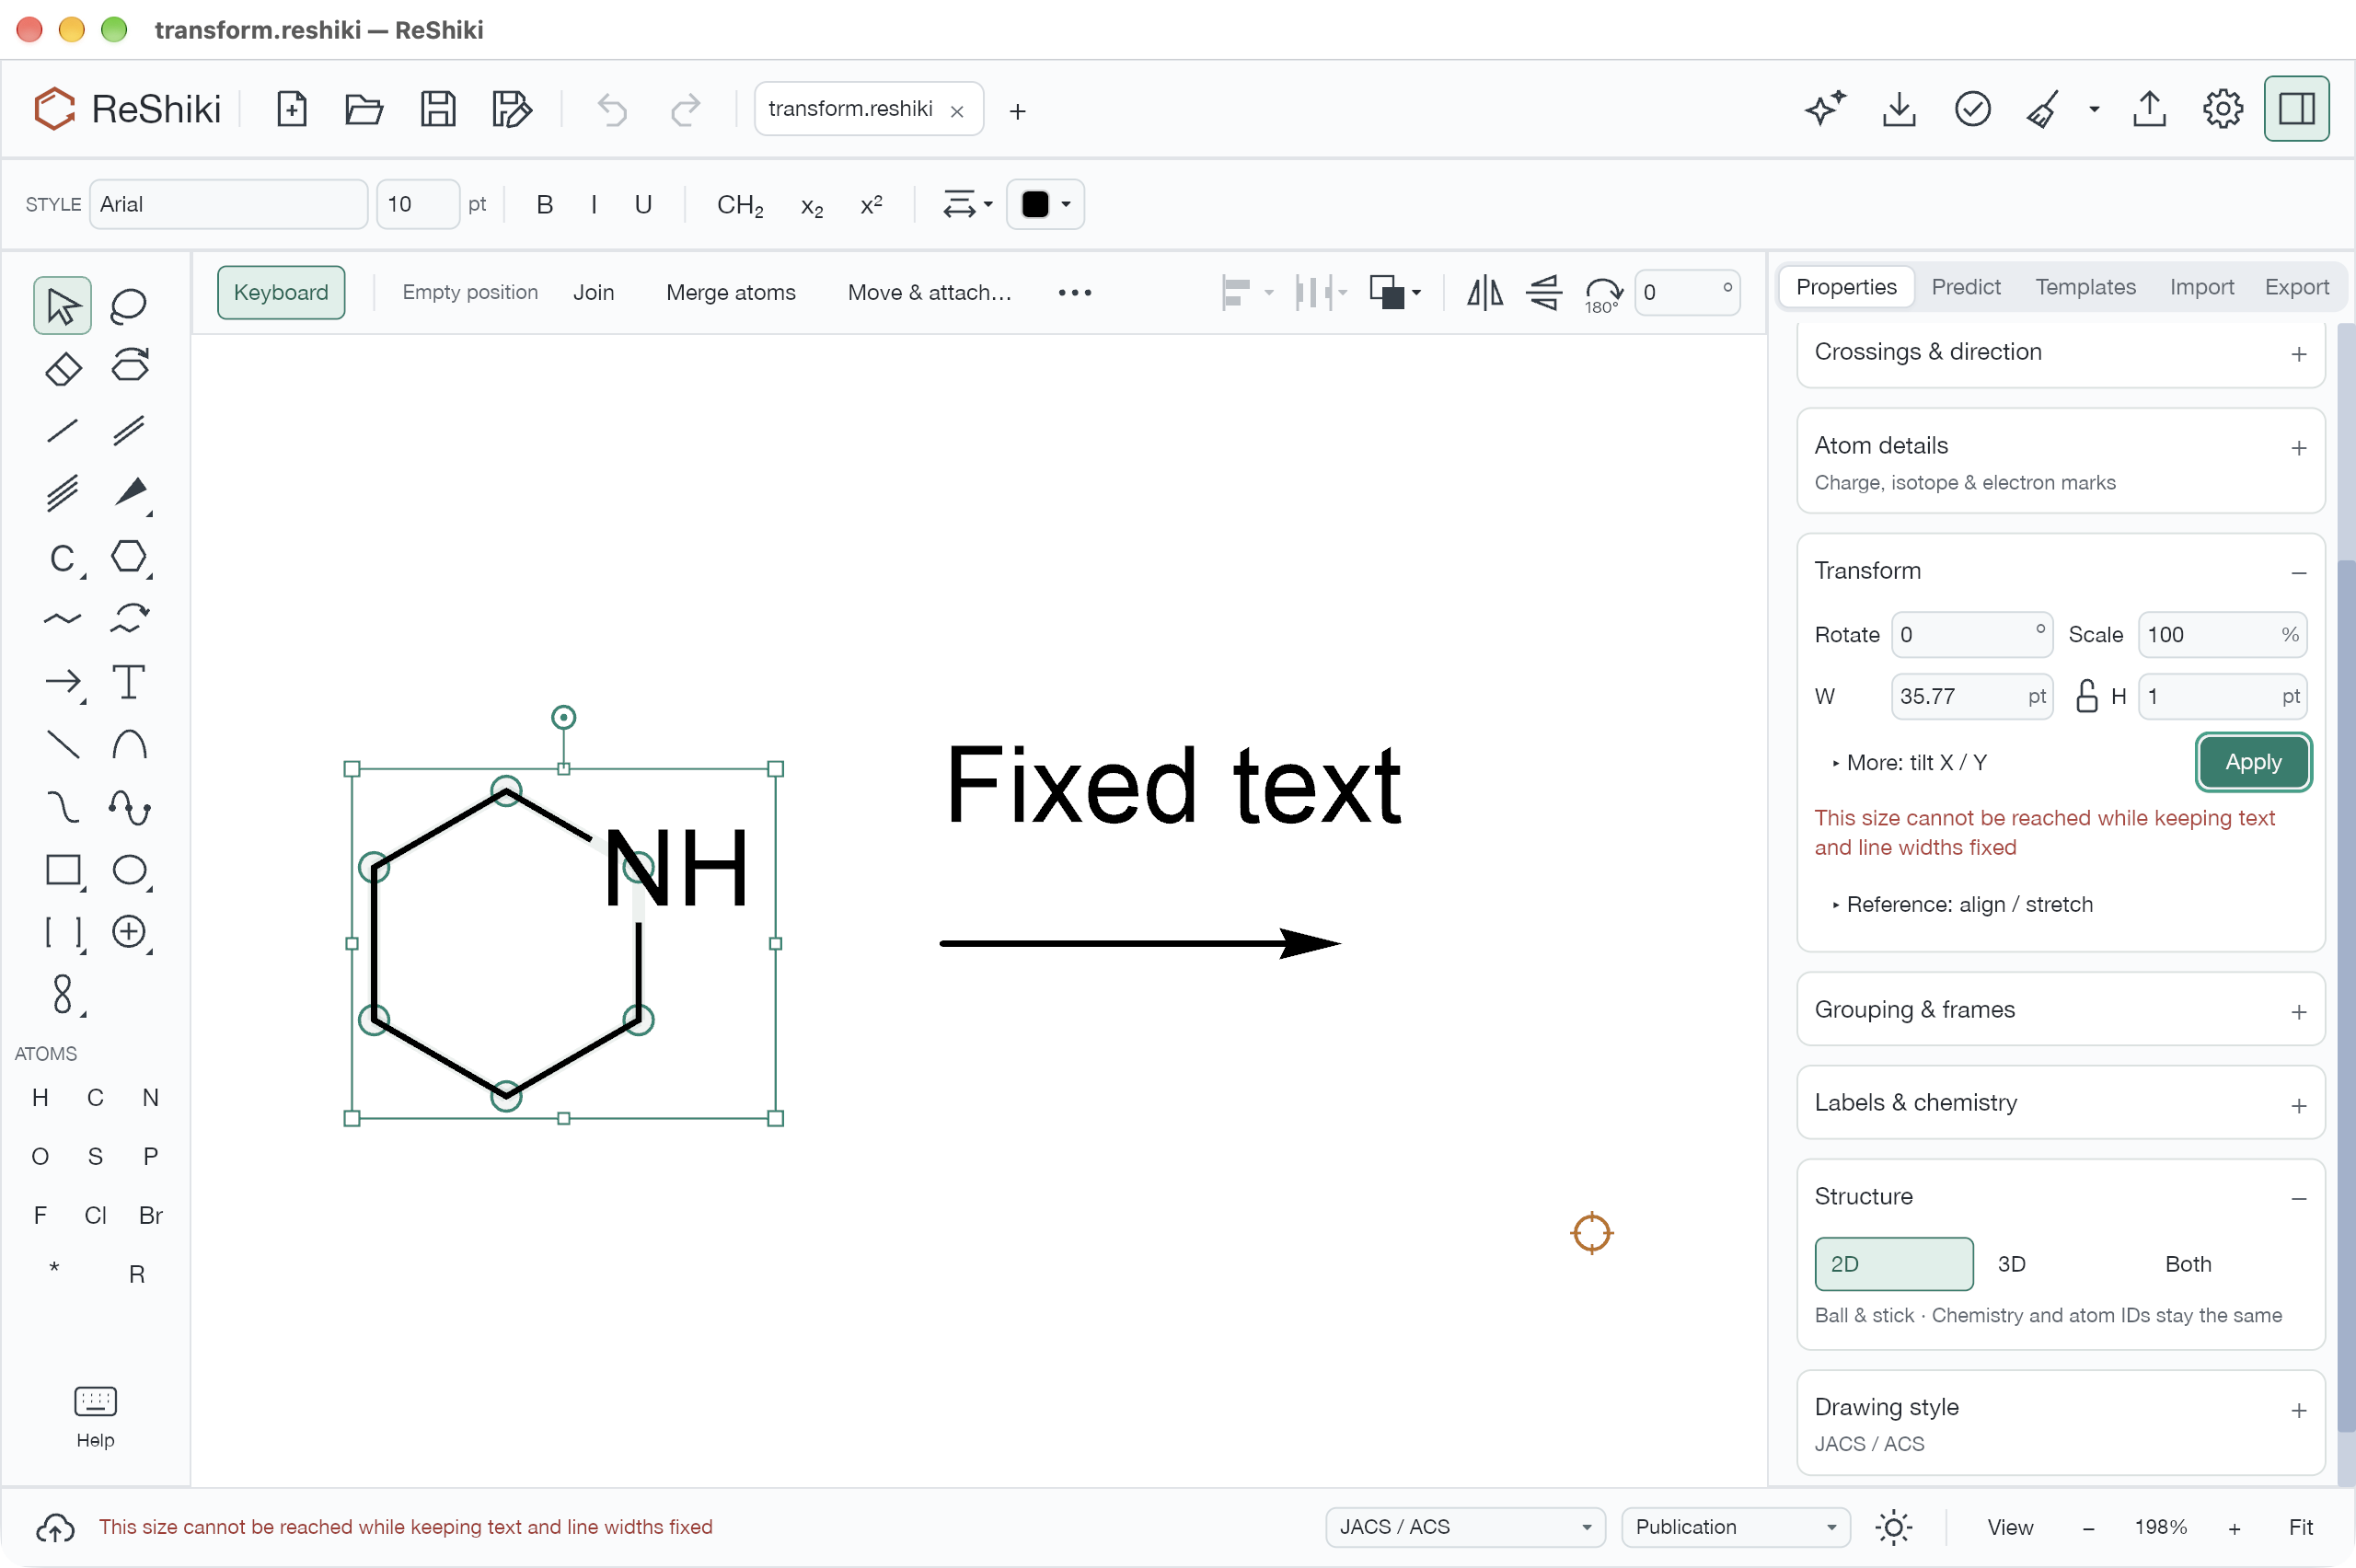 transform.reshiki — ReShiki
ReShiki
transform.reshiki ×
STYLE Arial 10 pt B I U CH₂ x₂ x²
Keyboard Empty position Join Merge atoms Move & attach... 180° 0 °
Properties Predict Templates Import Export
Crossings & direction
Atom details
Charge, isotope & electron marks
Transform
Rotate 0 ° Scale 100 %
W 35.77 pt H 1 pt
More: tilt X / Y Apply
This size cannot be reached while keeping text
and line widths fixed
Reference: align / stretch
Grouping & frames
Labels & chemistry
Structure
2D 3D Both
Ball & stick · Chemistry and atom IDs stay the same
Drawing style
JACS / ACS
C
T
ATOMS
H C N
O S P
F Cl Br
* R
Help
NH
Fixed text
This size cannot be reached while keeping text and line widths fixed
JACS / ACS Publication View – 198% + Fit